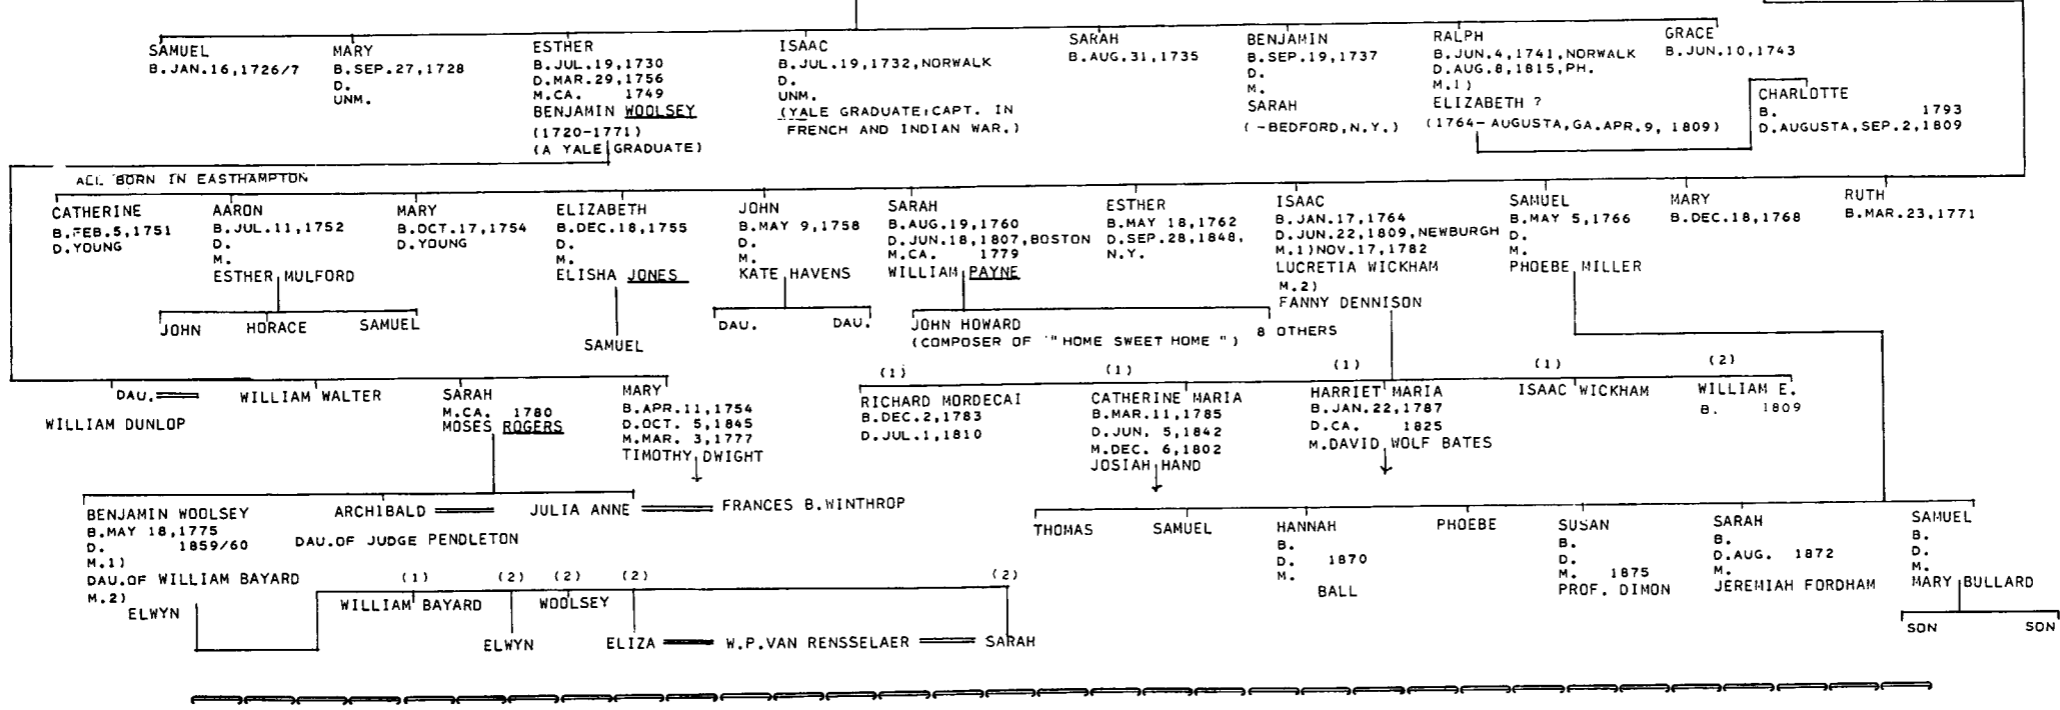 SAMUEL
B.JAN.16,1726/7
MARY
B.SEP.27,1728
D.
UNM.
ESTHER
B.JUL.19,1730
D.MAR.29,1756
M.CA. 1749
BENJAMIN WOOLSEY
(1720-1771)
(A YALE GRADUATE)
ISAAC
B.JUL.19,1732,NORWALK
D.
UNM.
(YALE GRADUATE;CAPT. IN
FRENCH AND INDIAN WAR.)
SARAH
B.AUG.31,1735
BENJAMIN
B.SEP.19,1737
D.
M.
SARAH
( -BEDFORD,N.Y.)
RALPH
B.JUN.4,1741,NORWALK
D.AUG.8,1815,PH.
M.1)
ELIZABETH ?
(1764- AUGUSTA,GA.APR.9, 1809)
GRACE
B.JUN.10,1743
CHARLOTTE
B. 1793
D.AUGUSTA,SEP.2,1809
ALL BORN IN EASTHAMPTON
CATHERINE
B.FEB.5,1751
D.YOUNG
AARON
B.JUL.11,1752
D.
M.
ESTHER MULFORD
MARY
B.OCT.17,1754
D.YOUNG
ELIZABETH
B.DEC.18,1755
D.
M.
ELISHA JONES
JOHN
B.MAY 9,1758
D.
M.
KATE HAVENS
SARAH
B.AUG.19,1760
D.JUN.18,1807,BOSTON
M.CA. 1779
WILLIAM PAYNE
ESTHER
B.MAY 18,1762
D.SEP.28,1848,
N.Y.
ISAAC
B.JAN.17,1764
D.JUN.22,1809,NEWBURGH
M.1)NOV.17,1782
LUCRETIA WICKHAM
M.2)
FANNY DENNISON
SAMUEL
B.MAY 5,1766
D.
M.
PHOEBE MILLER
MARY
B.DEC.18,1768
RUTH
B.MAR.23,1771
JOHN
HORACE
SAMUEL
SAMUEL
DAU.
DAU.
JOHN HOWARD
(COMPOSER OF "HOME SWEET HOME")
8 OTHERS
DAU.
WILLIAM DUNLOP
WILLIAM WALTER
SARAH
M.CA. 1780
MOSES ROGERS
MARY
B.APR.11,1754
D.OCT. 5,1845
M.MAR. 3,1777
TIMOTHY DWIGHT
(1)
RICHARD MORDECAI
B.DEC.2,1783
D.JUL.1,1810
(1)
CATHERINE MARIA
B.MAR.11,1785
D.JUN. 5,1842
M.DEC. 6,1802
JOSIAH HAND
(1)
HARRIET MARIA
B.JAN.22,1787
D.CA. 1825
M.DAVID WOLF BATES
(1)
ISAAC WICKHAM
(2)
WILLIAM E.
B. 1809
BENJAMIN WOOLSEY
B.MAY 18,1775
D. 1859/60
M.1)
DAU.OF WILLIAM BAYARD
M.2)
ELWYN
ARCHIBALD
DAU.OF JUDGE PENDLETON
JULIA ANNE
FRANCES B.WINTHROP
THOMAS
SAMUEL
HANNAH
B.
D. 1870
M.
BALL
PHOEBE
SUSAN
B.
D.
M. 1875
PROF. DIMON
SARAH
B.
D.AUG. 1872
M.
JEREMIAH FORDHAM
SAMUEL
B.
D.
M.
MARY BULLARD
SON
SON
(1)
WILLIAM BAYARD
(2)
ELWYN
(2)
WOOLSEY
(2)
ELIZA
W.P.VAN RENSSELAER
(2)
SARAH